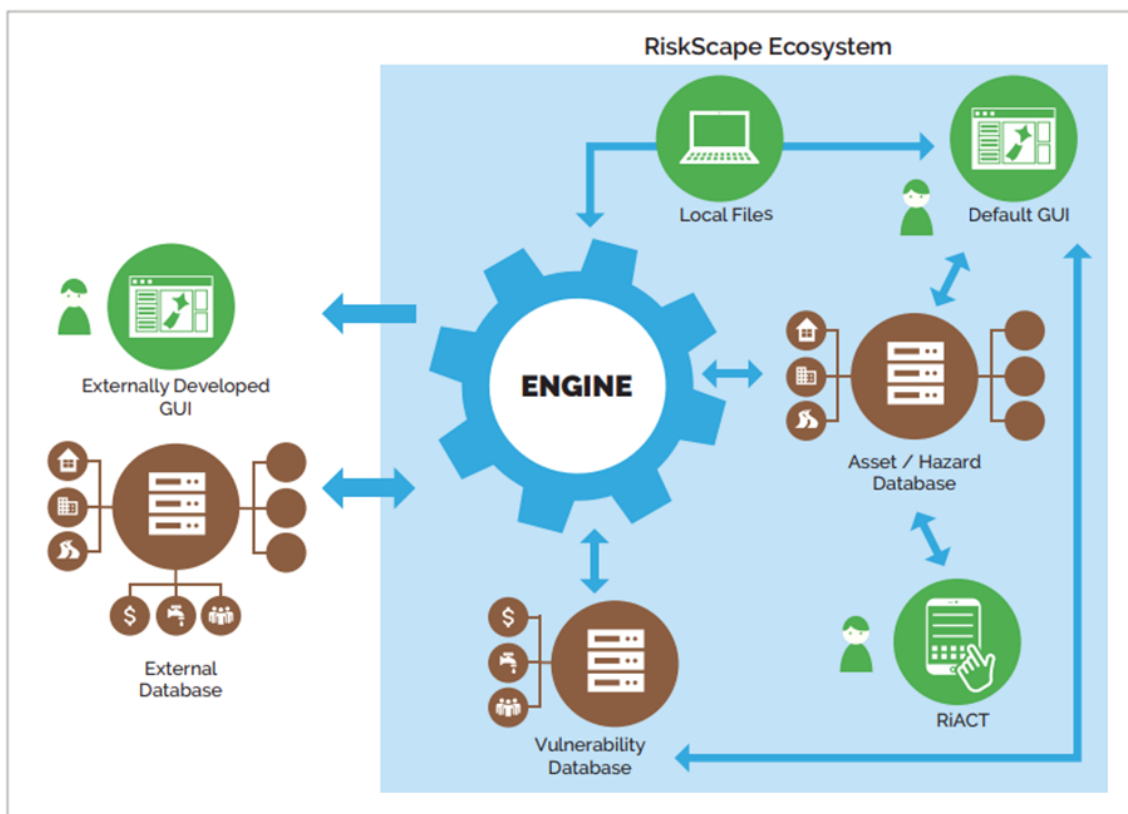 RiskScape Ecosystem
Local Files
Default GUI
Externally Developed
GUI
ENGINE
Asset / Hazard
Database
$
$
External
Database
Vulnerability
Database
RiACT